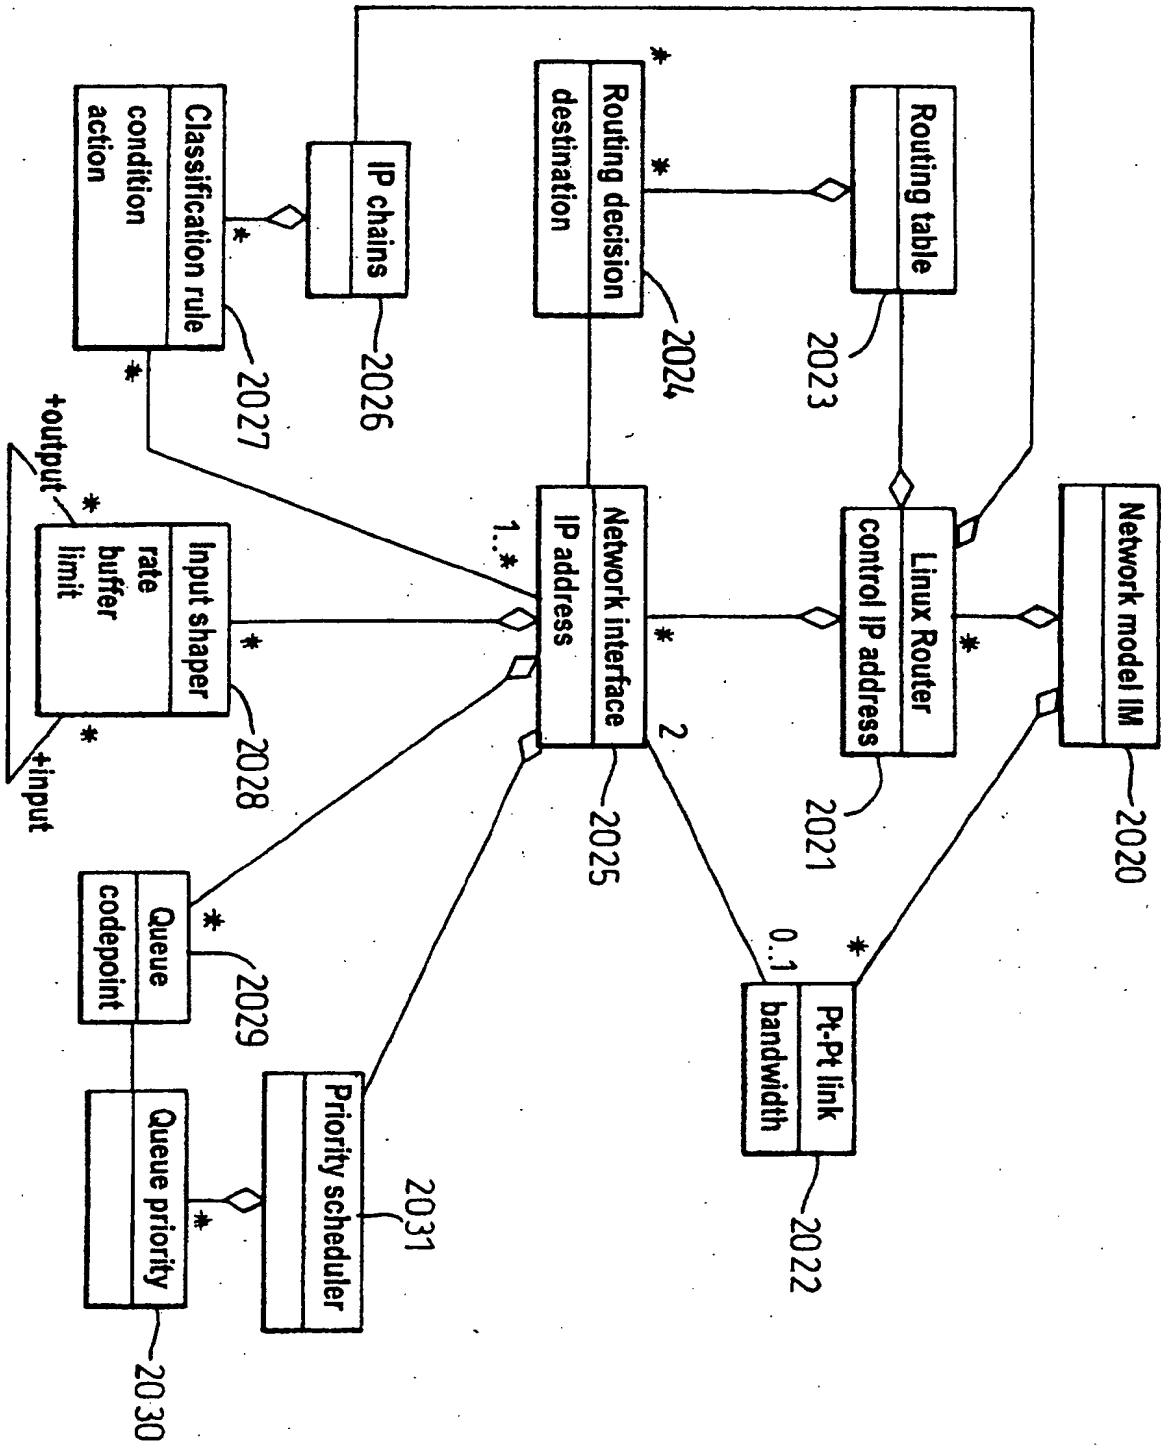 Network model IM
2020
Linux Router
control IP address
2021
*
Pt-Pt link
bandwidth
2022
*
0..1
Routing table
2023
Routing decision
destination
2024
*
*
Network interface
IP address
2025
*
2
1..*
IP chains
2026
Classification rule
condition
action
2027
*
*
Input shaper
rate
buffer
limit
2028
*
*
*
+output
+input
Queue
codepoint
2029
*
Priority scheduler
2031
Queue priority
2030
*